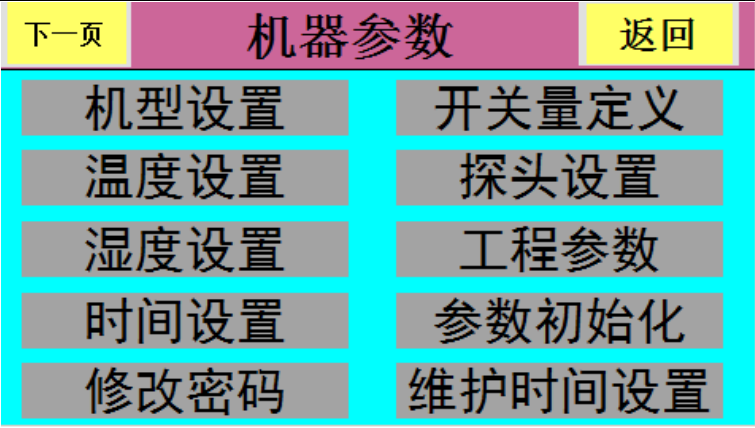 下一页 机器参数 返回
机型设置 开关量定义
温度设置 探头设置
湿度设置 工程参数
时间设置 参数初始化
修改密码 维护时间设置